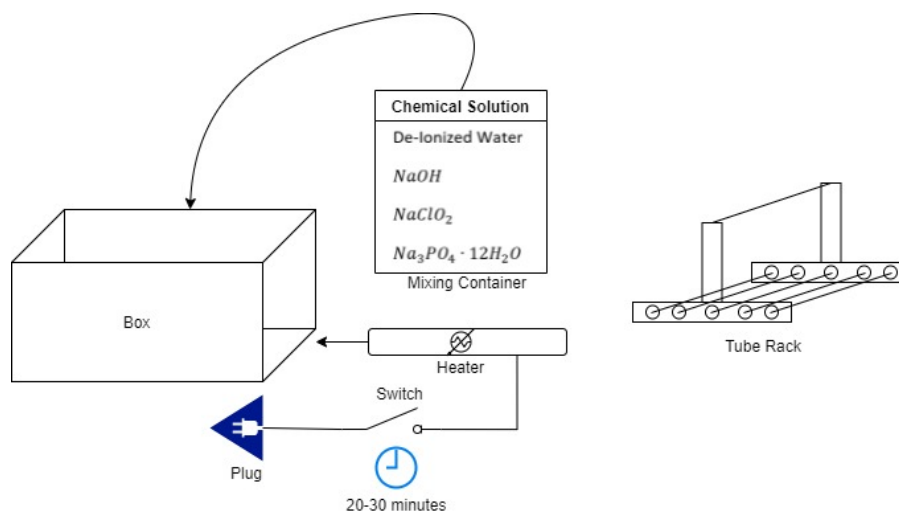 Chemical Solution
De-Ionized Water
NaOH
NaClO₂
Na₃PO₄ · 12H₂O
Mixing Container
Box
Heater
Switch
Plug
20-30 minutes
Tube Rack